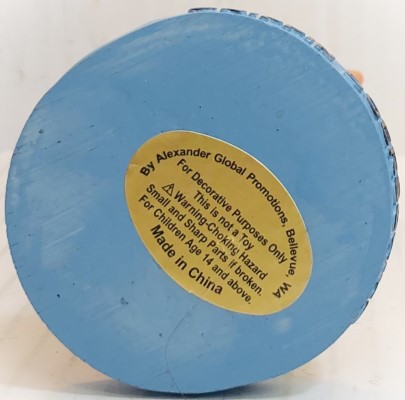 By Alexander Global Promotions, Bellevue, WA
For Decorative Purposes Only
This is not a Toy
⚠Warning-Choking Hazard
Small and Sharp Parts if broken.
For Children Age 14 and above.
Made in China